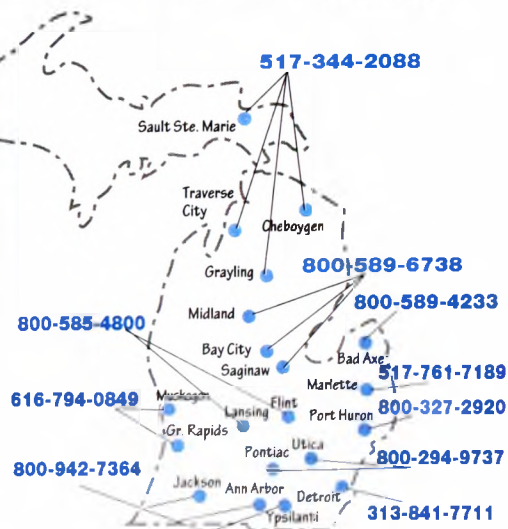 517-344-2088
Sault Ste. Marie
Traverse
City
Cheboygen
Grayling
800-589-6738
Midland
800-589-4233
800-585-4800
Bay City
Bad Axe
Saginaw
517-761-7189
Marlette
616-794-0849
Muskegon
Flint
800-327-2920
Lansing
Port Huron
Gr. Rapids
Utica
Pontiac
800-294-9737
800-942-7364
Jackson
Ann Arbor
Detroit
Ypsilanti
313-841-7711